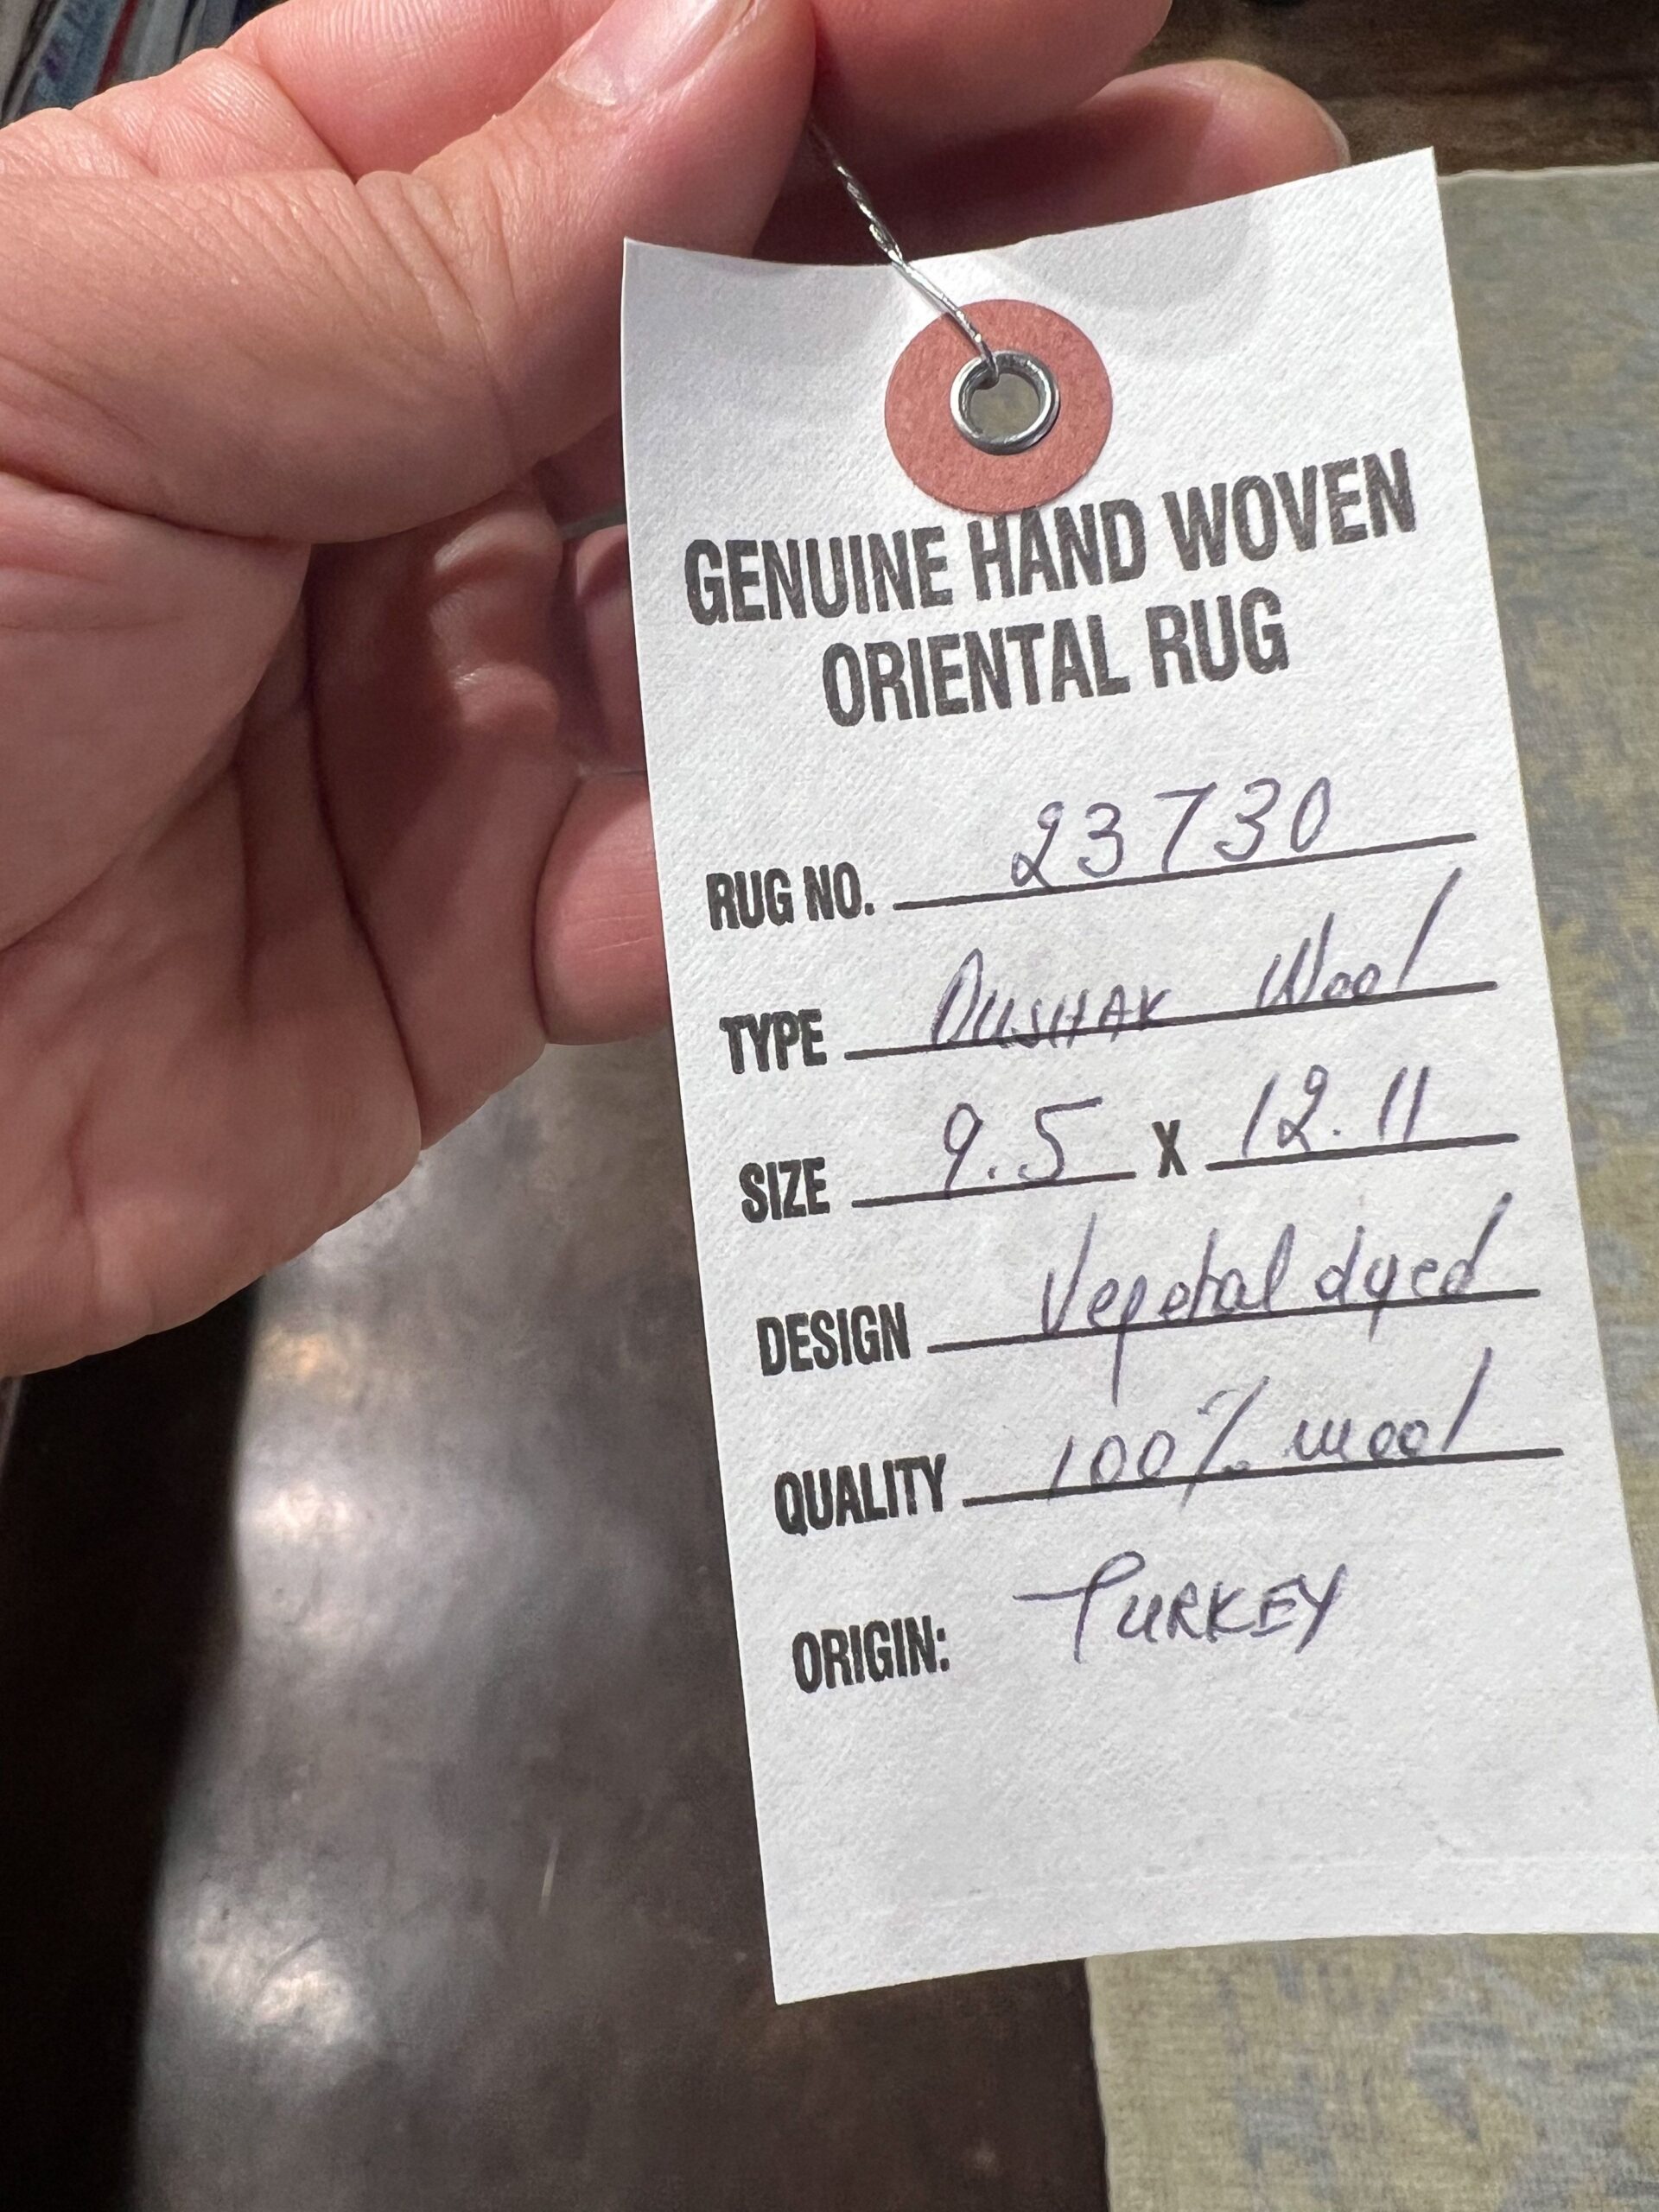 GENUINE HAND WOVEN
ORIENTAL RUG
RUG NO. 23730
TYPE OUSHAK Wool
SIZE 9.5 X 12.11
DESIGN Vegetal dyed
QUALITY 100% wool
ORIGIN: TURKEY